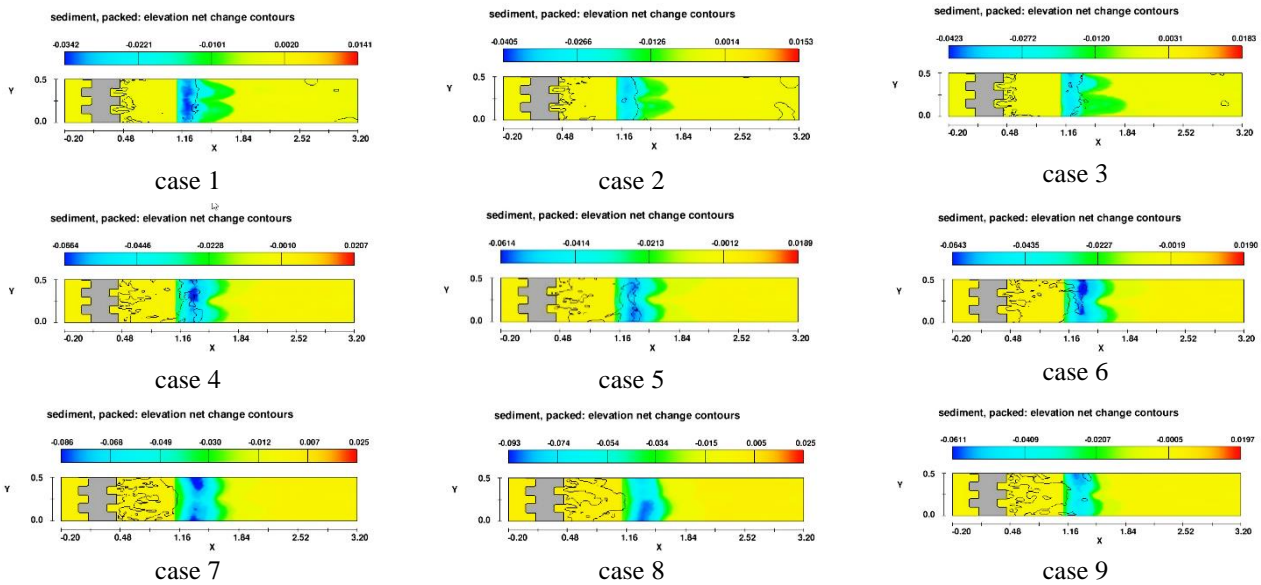 sediment, packed: elevation net change contours
-0.0342 -0.0221 -0.0101 0.0020 0.0141
Y
0.5
0.0
-0.20 0.48 1.16 1.84 2.52 3.20
X
case 1
sediment, packed: elevation net change contours
-0.0405 -0.0266 -0.0126 0.0014 0.0153
Y
0.5
0.0
-0.20 0.48 1.16 1.84 2.52 3.20
X
case 2
sediment, packed: elevation net change contours
-0.0423 -0.0272 -0.0120 0.0031 0.0183
Y
0.5
0.0
-0.20 0.48 1.16 1.84 2.52 3.20
X
case 3
sediment, packed: elevation net change contours
-0.0664 -0.0446 -0.0228 -0.0010 0.0207
Y
0.5
0.0
-0.20 0.48 1.16 1.84 2.52 3.20
X
case 4
sediment, packed: elevation net change contours
-0.0614 -0.0414 -0.0213 -0.0012 0.0189
Y
0.5
0.0
-0.20 0.48 1.16 1.84 2.52 3.20
X
case 5
sediment, packed: elevation net change contours
-0.0643 -0.0435 -0.0227 -0.0019 0.0190
Y
0.5
0.0
-0.20 0.48 1.16 1.84 2.52 3.20
X
case 6
sediment, packed: elevation net change contours
-0.086 -0.068 -0.049 -0.030 -0.012 0.007 0.025
Y
0.5
0.0
-0.20 0.48 1.16 1.84 2.52 3.20
X
case 7
sediment, packed: elevation net change contours
-0.093 -0.074 -0.054 -0.034 -0.015 0.005 0.025
Y
0.5
0.0
-0.20 0.48 1.16 1.84 2.52 3.20
X
case 8
sediment, packed: elevation net change contours
-0.0611 -0.0409 -0.0207 -0.0005 0.0197
Y
0.5
0.0
-0.20 0.48 1.16 1.84 2.52 3.20
X
case 9